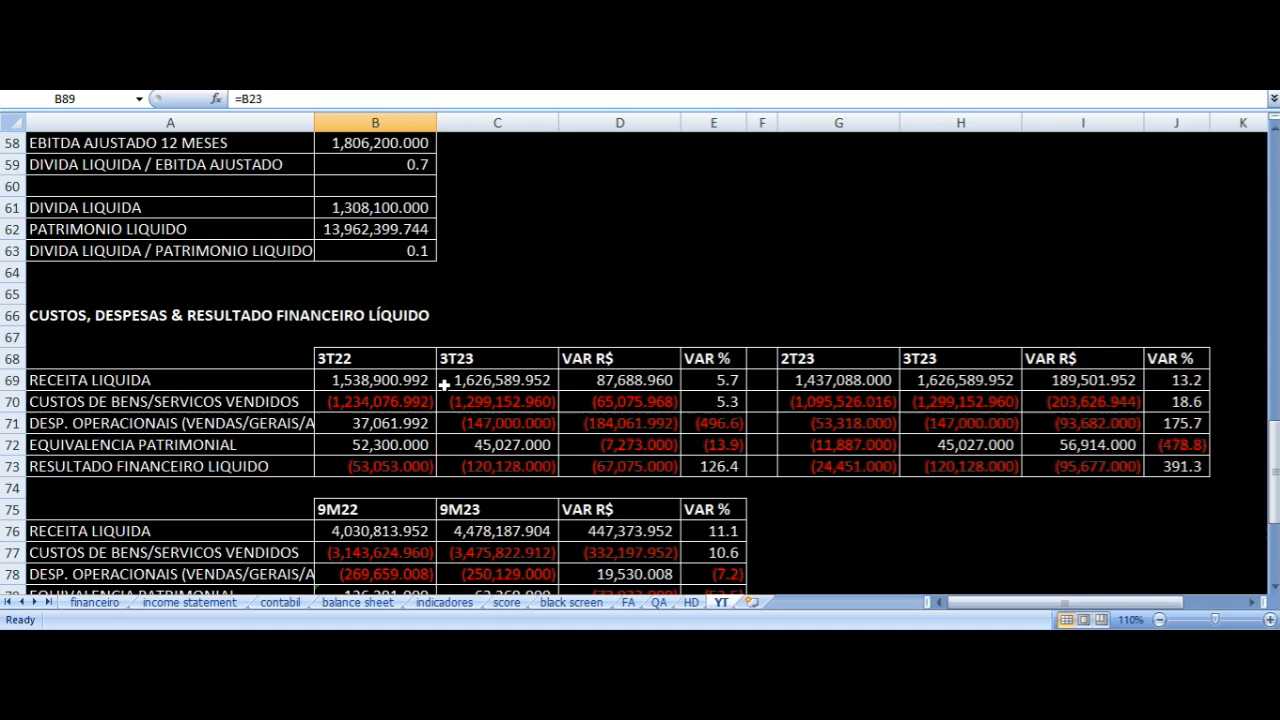 B89 fx =B23
A B C D E F G H I J K
58 EBITDA AJUSTADO 12 MESES 1,806,200.000
59 DIVIDA LIQUIDA / EBITDA AJUSTADO 0.7
60
61 DIVIDA LIQUIDA 1,308,100.000
62 PATRIMONIO LIQUIDO 13,962,399.744
63 DIVIDA LIQUIDA / PATRIMONIO LIQUIDO 0.1
64
65
66 CUSTOS, DESPESAS & RESULTADO FINANCEIRO LÍQUIDO
67
68 3T22 3T23 VAR R$ VAR % 2T23 3T23 VAR R$ VAR %
69 RECEITA LIQUIDA 1,538,900.992 1,626,589.952 87,688.960 5.7 1,437,088.000 1,626,589.952 189,501.952 13.2
70 CUSTOS DE BENS/SERVICOS VENDIDOS (1,234,076.992) (1,299,152.960) (65,075.968) 5.3 (1,095,526.016) (1,299,152.960) (203,626.944) 18.6
71 DESP. OPERACIONAIS (VENDAS/GERAIS/A 37,061.992 (147,000.000) (184,061.992) (496.6) (53,318.000) (147,000.000) (93,682.000) 175.7
72 EQUIVALENCIA PATRIMONIAL 52,300.000 45,027.000 (7,273.000) (13.9) (11,887.000) 45,027.000 56,914.000 (478.8)
73 RESULTADO FINANCEIRO LIQUIDO (53,053.000) (120,128.000) (67,075.000) 126.4 (24,451.000) (120,128.000) (95,677.000) 391.3
74
75 9M22 9M23 VAR R$ VAR %
76 RECEITA LIQUIDA 4,030,813.952 4,478,187.904 447,373.952 11.1
77 CUSTOS DE BENS/SERVICOS VENDIDOS (3,143,624.960) (3,475,822.912) (332,197.952) 10.6
78 DESP. OPERACIONAIS (VENDAS/GERAIS/A (269,659.008) (250,129.000) 19,530.008 (7.2)
EQUIVALENCIA PATRIMONIAL
financeiro income statement contabil balance sheet indicadores score black screen FA QA HD YT
Ready 110%